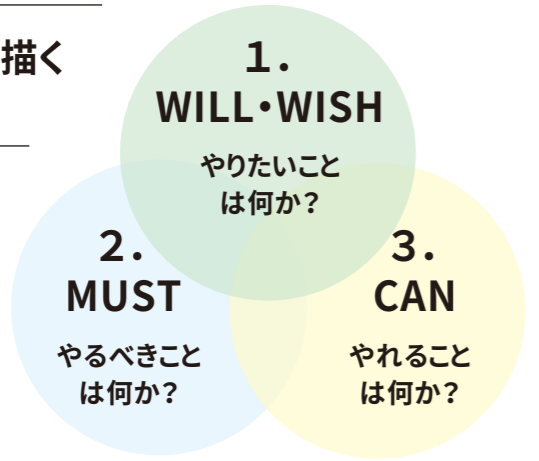 描く
1.
WILL・WISH
やりたいこと
は何か？
2.
MUST
やるべきこと
は何か？
3.
CAN
やれること
は何か？